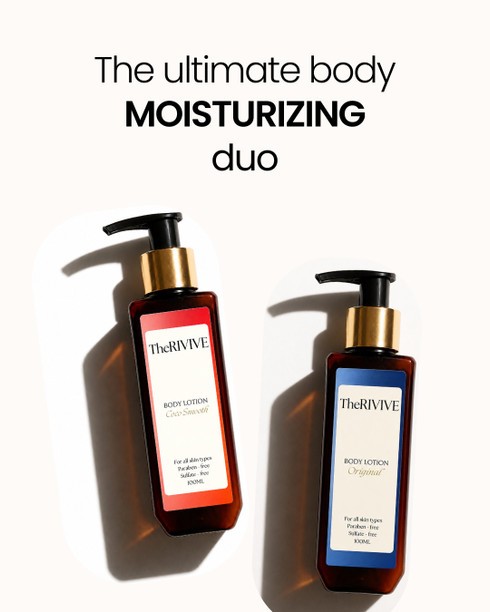 The ultimate body
MOISTURIZING
duo
TheRIVIVE
BODY LOTION
Coco Smooth
For all skin types
Paraben - free
Sulfate - free
100ML
TheRIVIVE
BODY LOTION
Original
For all skin types
Paraben - free
Sulfate - free
100ML